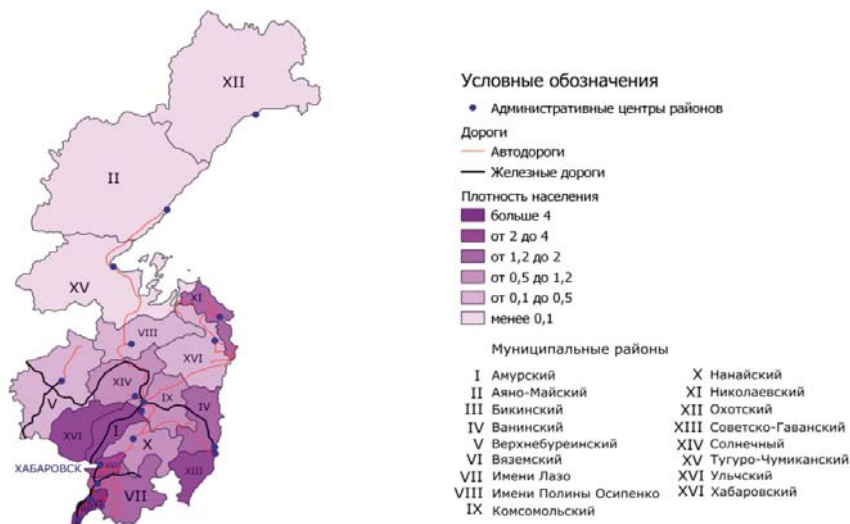 XII
II
XV
XI
VIII
XVI
V
XIV
IX
IV
I
XVI
X
ХАБАРОВСК
XIII
VII
Условные обозначения
Административные центры районов
Дороги
Автодороги
Железные дороги
Плотность населения
больше 4
от 2 до 4
от 1,2 до 2
от 0,5 до 1,2
от 0,1 до 0,5
менее 0,1
Муниципальные районы
I Амурский
II Аяно-Майский
III Бикинский
IV Ванинский
V Верхнебуреинский
VI Вяземский
VII Имени Лазо
VIII Имени Полины Осипенко
IX Комсомольский
X Нанайский
XI Николаевский
XII Охотский
XIII Советско-Гаванский
XIV Солнечный
XV Тугуро-Чумиканский
XVI Ульчский
XVI Хабаровский